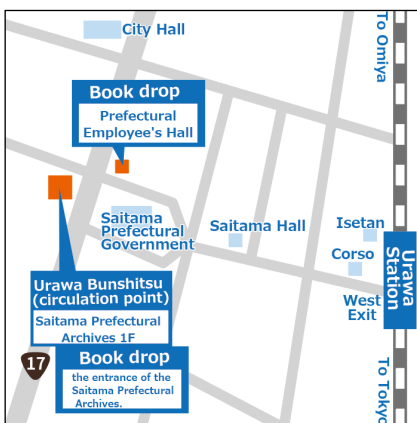 City Hall
To Omiya
Book drop
Prefectural
Employee's Hall
Saitama
Prefectural
Government
Saitama Hall
Isetan
Corso
Urawa
Station
West
Exit
Urawa Bunshitsu
(circulation point)
Saitama Prefectural
Archives 1F
Book drop
the entrance of the
Saitama Prefectural
Archives.
17
To Tokyo